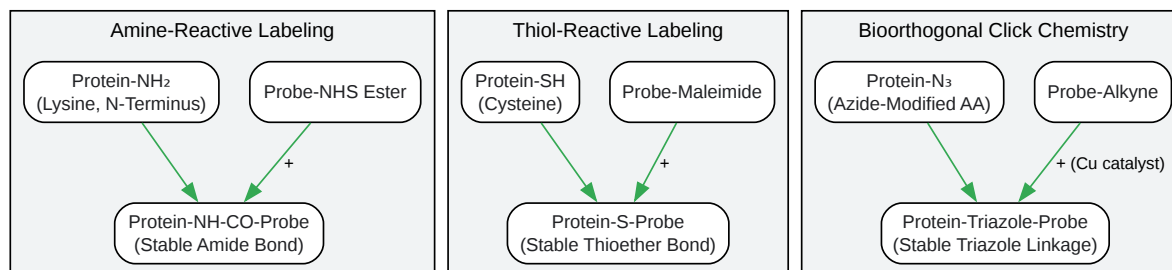 Amine-Reactive Labeling
Protein-NH₂
(Lysine, N-Terminus)
Probe-NHS Ester
+
Protein-NH-CO-Probe
(Stable Amide Bond)
Thiol-Reactive Labeling
Protein-SH
(Cysteine)
Probe-Maleimide
+
Protein-S-Probe
(Stable Thioether Bond)
Bioorthogonal Click Chemistry
Protein-N₃
(Azide-Modified AA)
Probe-Alkyne
+ (Cu catalyst)
Protein-Triazole-Probe
(Stable Triazole Linkage)